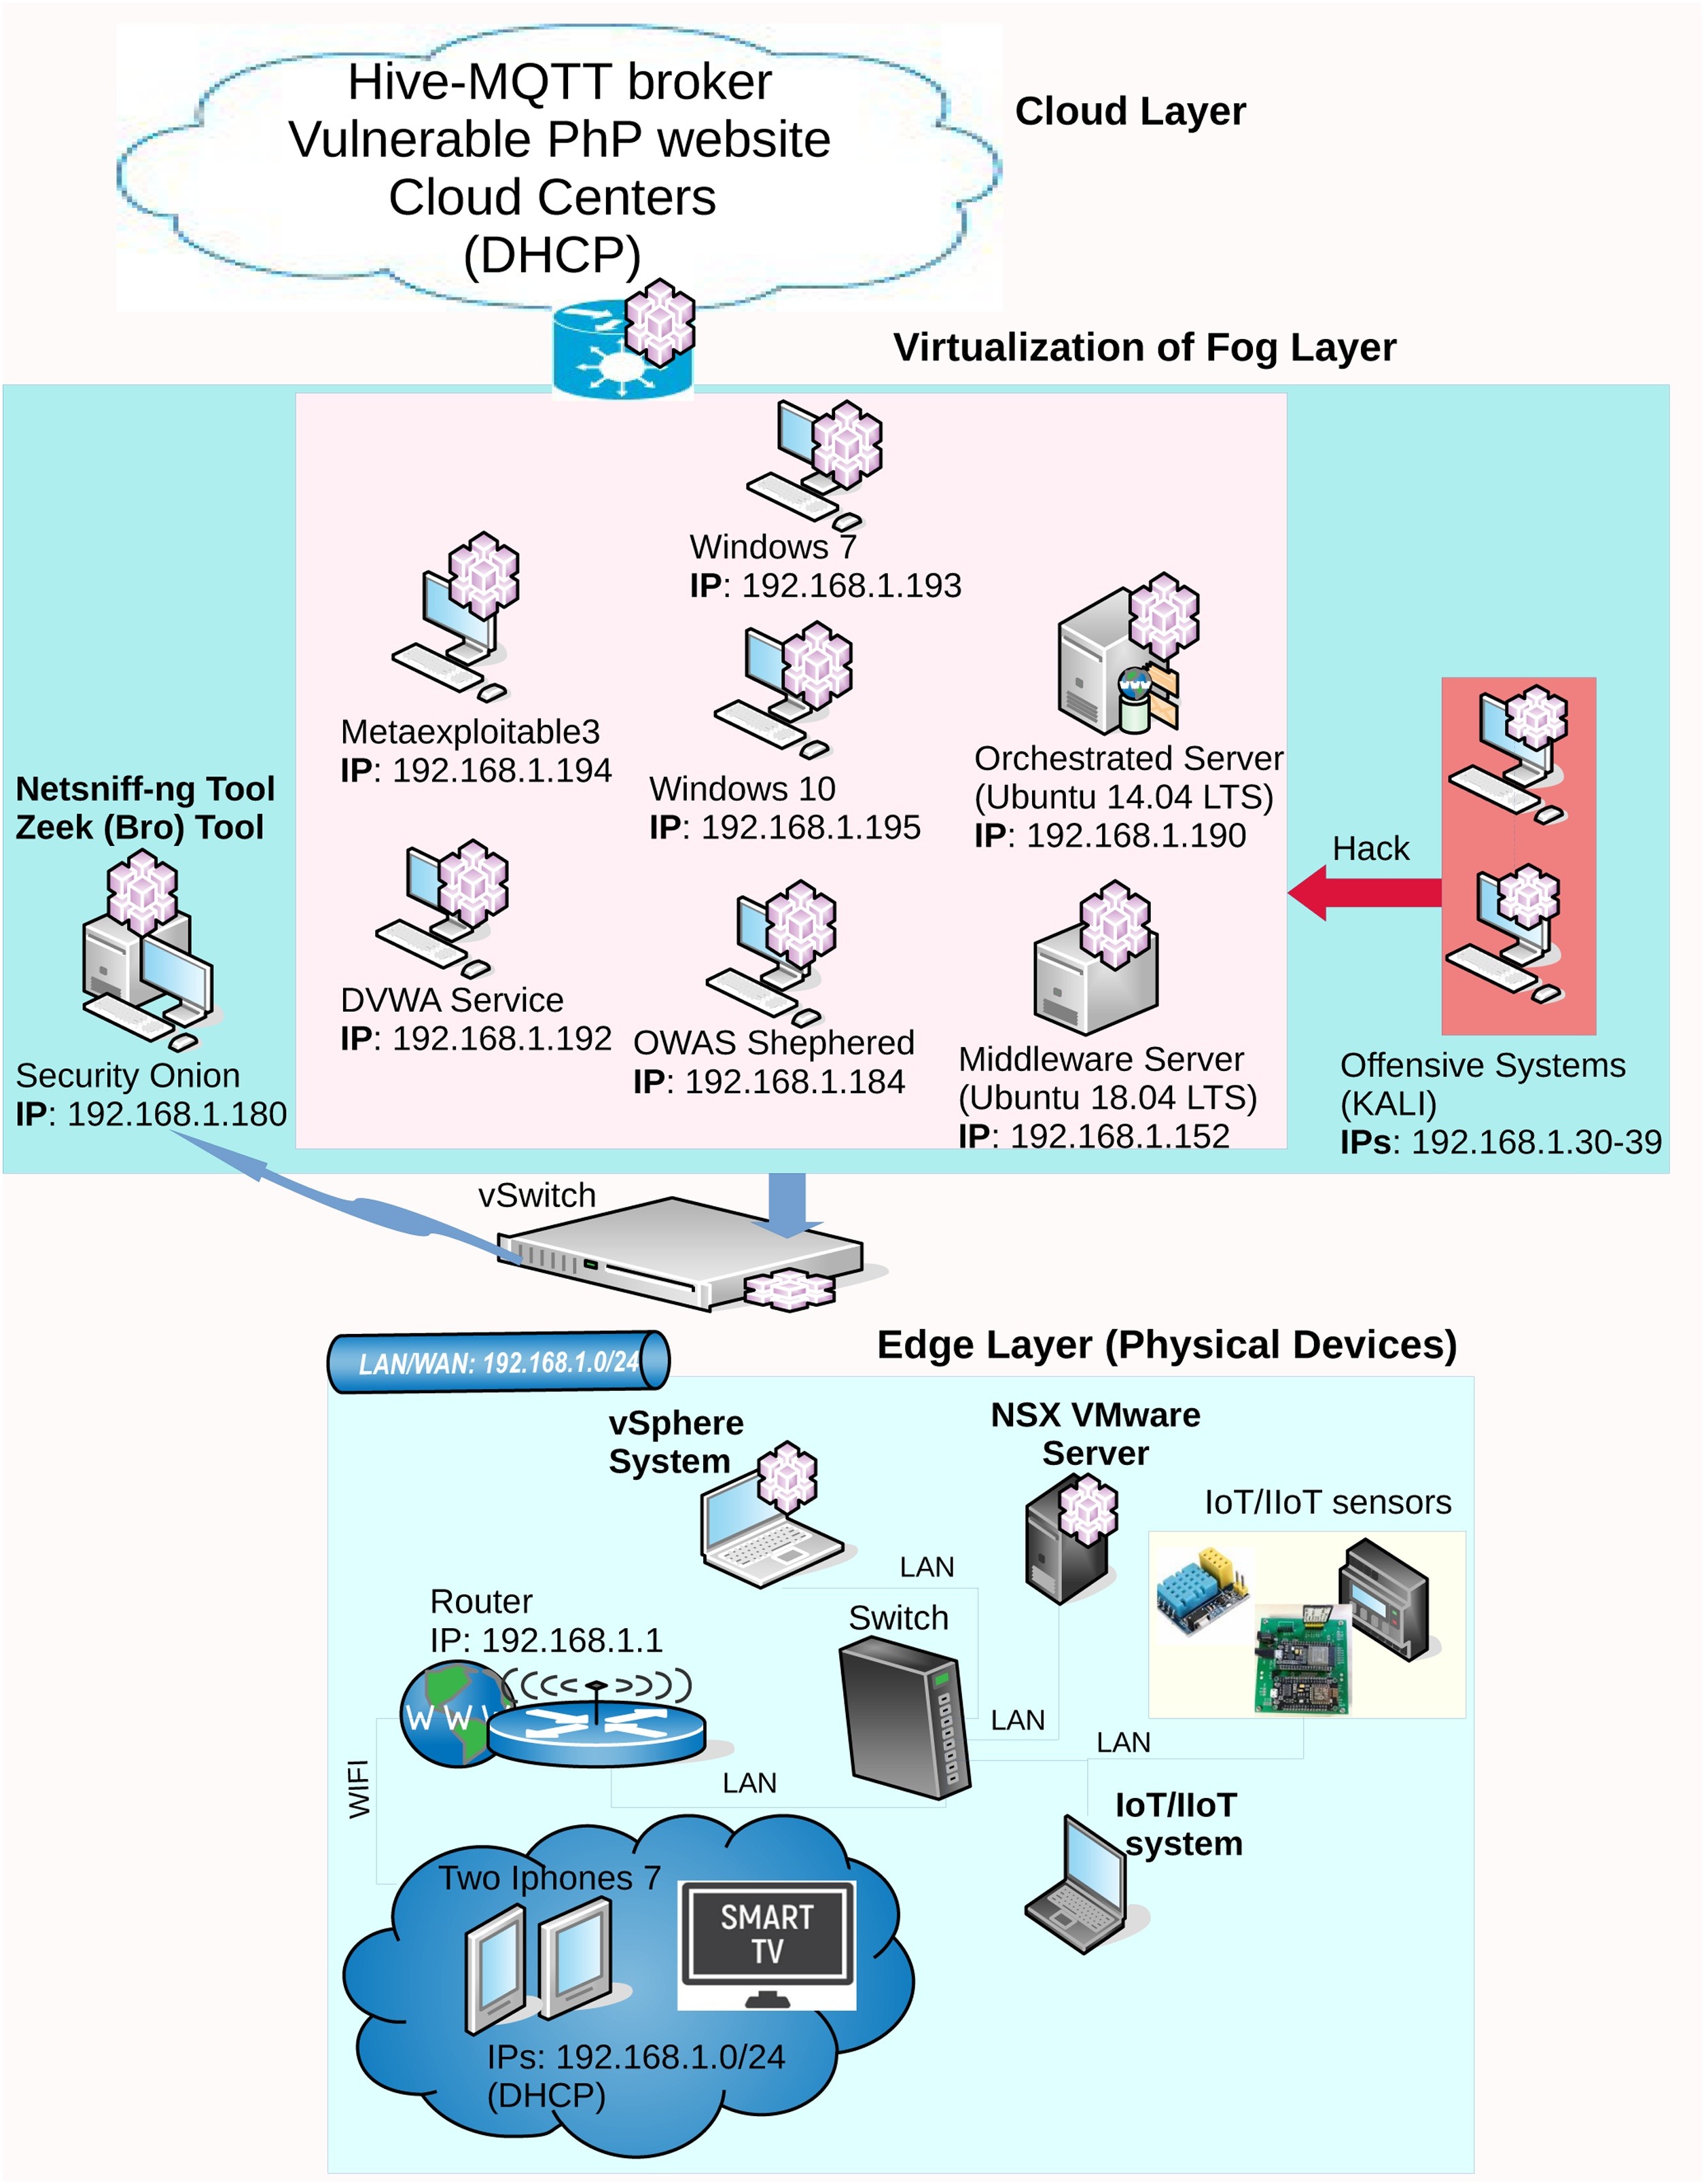 Hive-MQTT broker
Vulnerable PhP website
Cloud Centers
(DHCP)
Cloud Layer
Virtualization of Fog Layer
Windows 7
IP: 192.168.1.193
Metaexploitable3
IP: 192.168.1.194
Windows 10
IP: 192.168.1.195
Orchestrated Server
(Ubuntu 14.04 LTS)
IP: 192.168.1.190
Netsniff-ng Tool
Zeek (Bro) Tool
Hack
DVWA Service
IP: 192.168.1.192
OWAS Shephered
IP: 192.168.1.184
Middleware Server
(Ubuntu 18.04 LTS)
IP: 192.168.1.152
Security Onion
IP: 192.168.1.180
Offensive Systems
(KALI)
IPs: 192.168.1.30-39
vSwitch
LAN/WAN: 192.168.1.0/24
Edge Layer (Physical Devices)
vSphere
System
NSX VMware
Server
IoT/IIoT sensors
LAN
Router
IP: 192.168.1.1
Switch
W W W
LAN
LAN
WIFI
LAN
IoT/IIoT
system
Two Iphones 7
SMART
TV
IPs: 192.168.1.0/24
(DHCP)